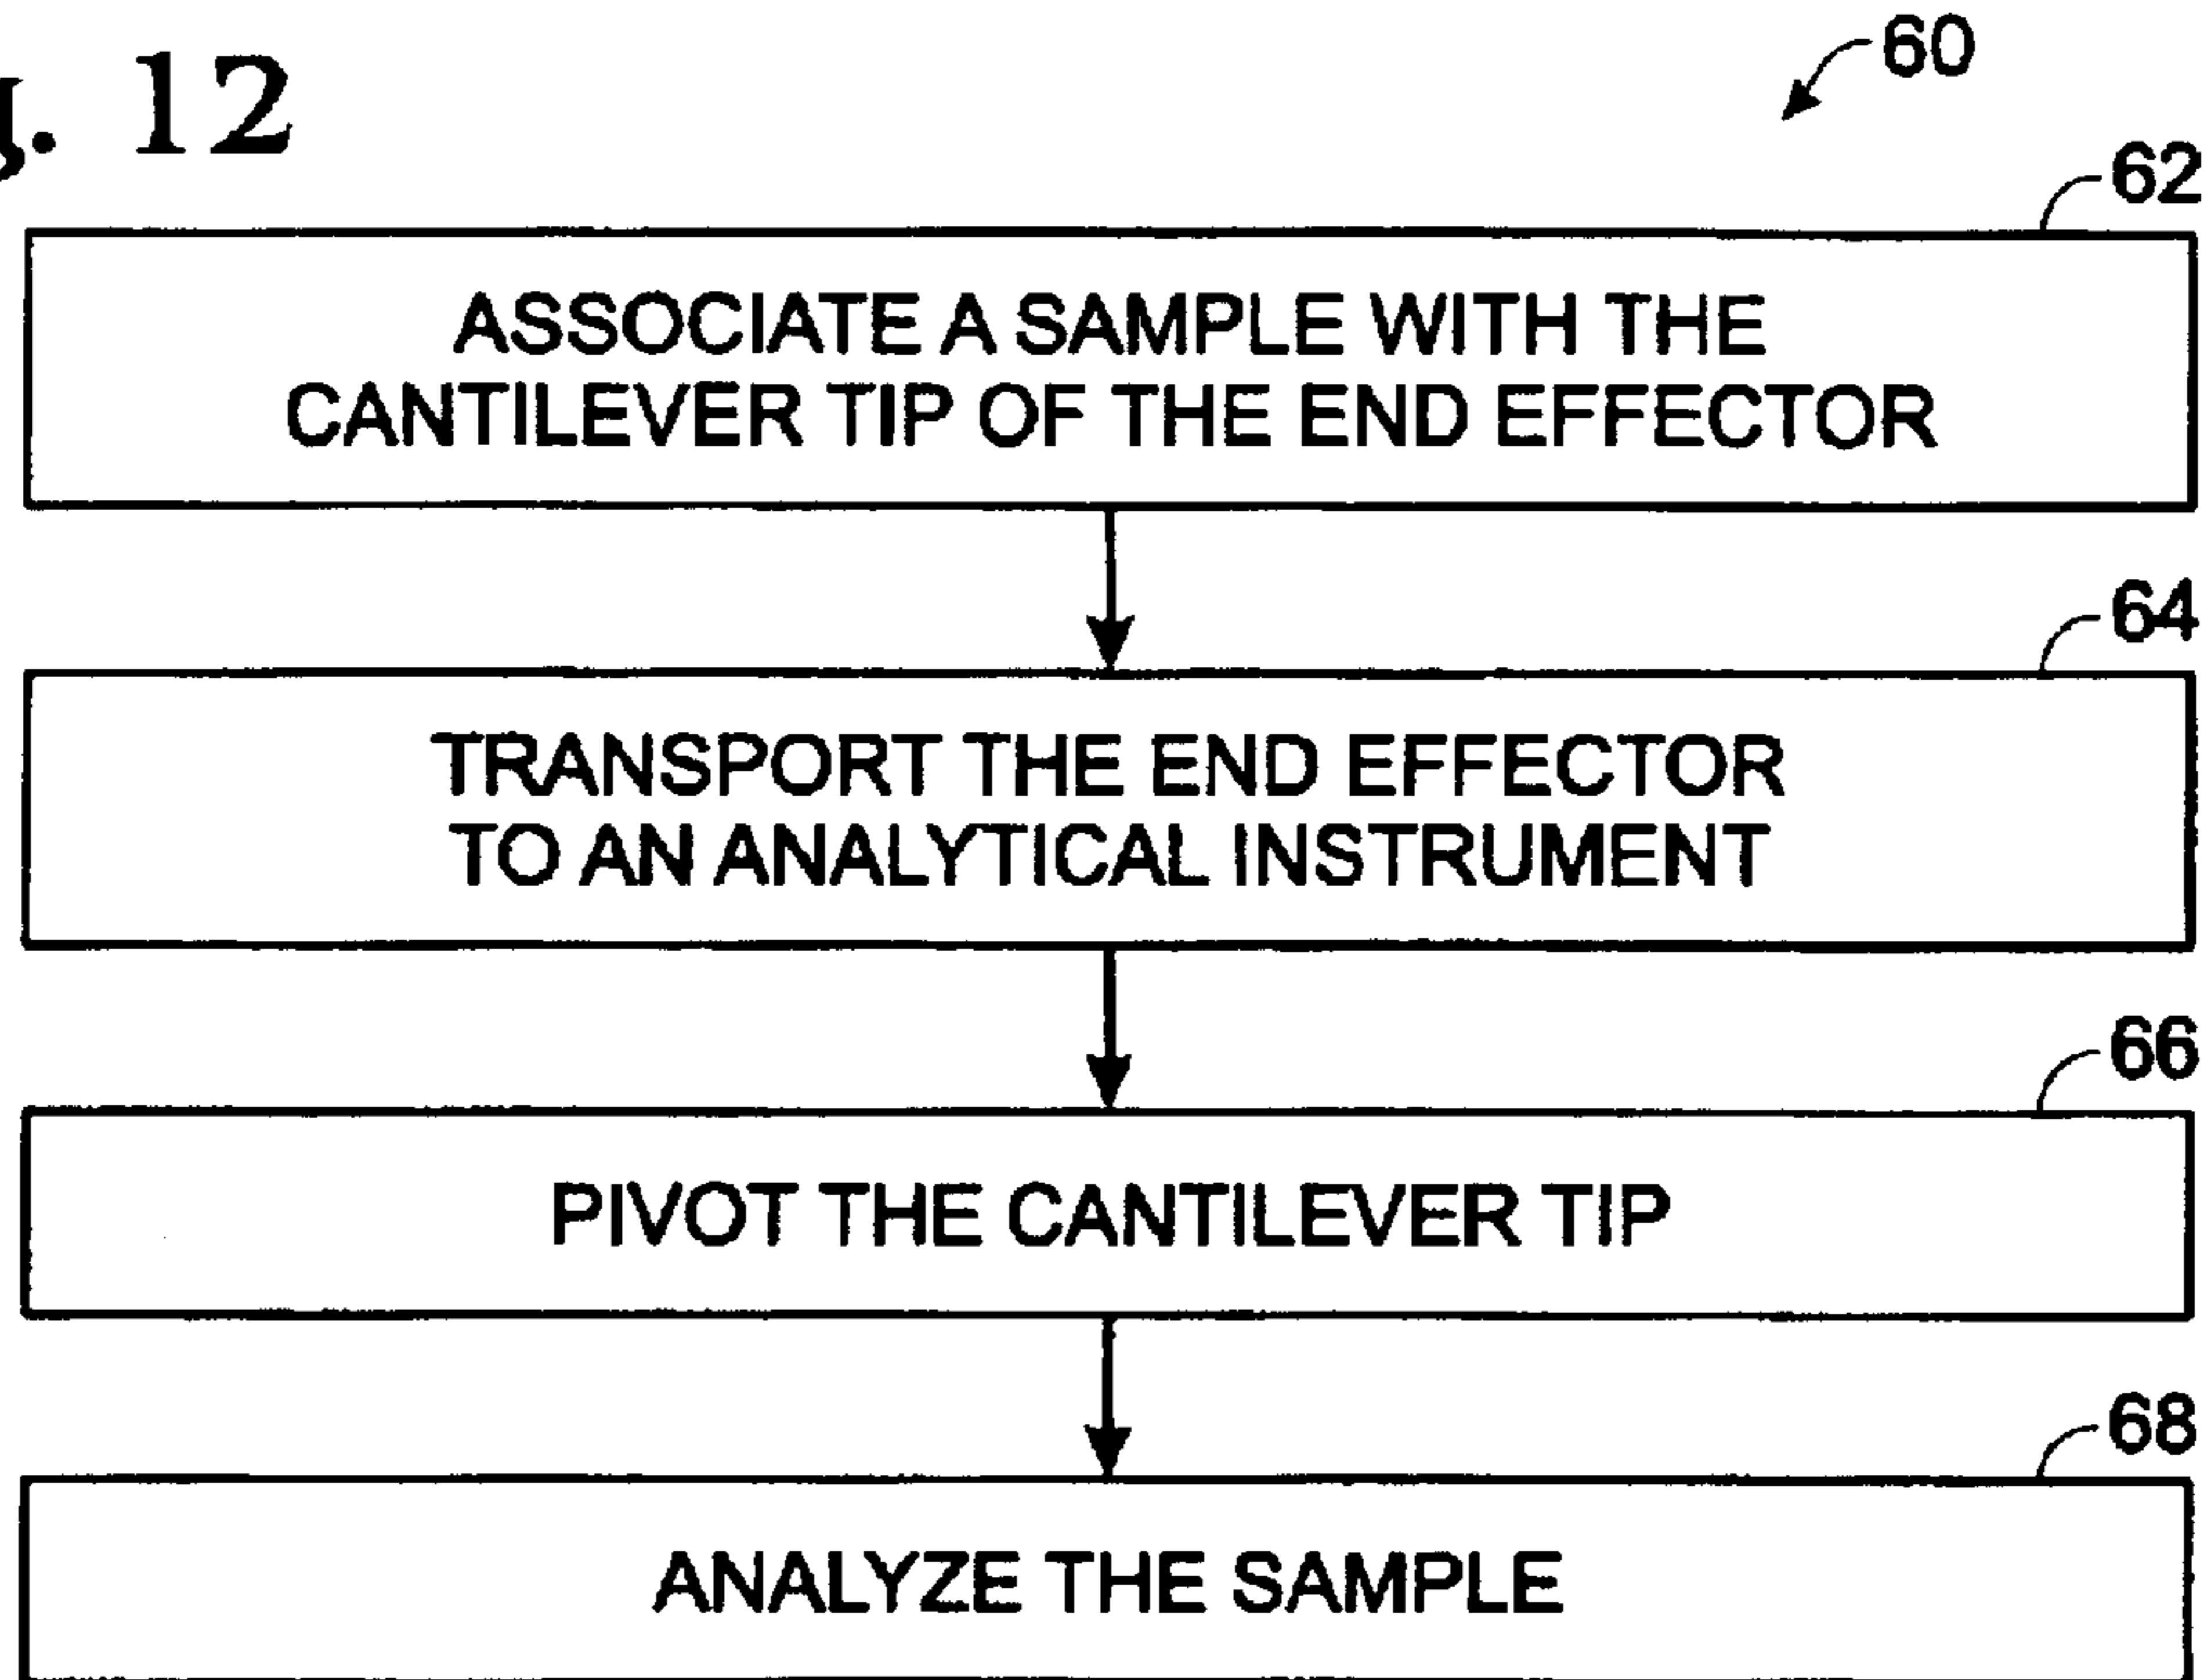 g. 12
60
62
ASSOCIATE A SAMPLE WITH THE
CANTILEVER TIP OF THE END EFFECTOR
64
TRANSPORT THE END EFFECTOR
TO AN ANALYTICAL INSTRUMENT
66
PIVOT THE CANTILEVER TIP
68
ANALYZE THE SAMPLE